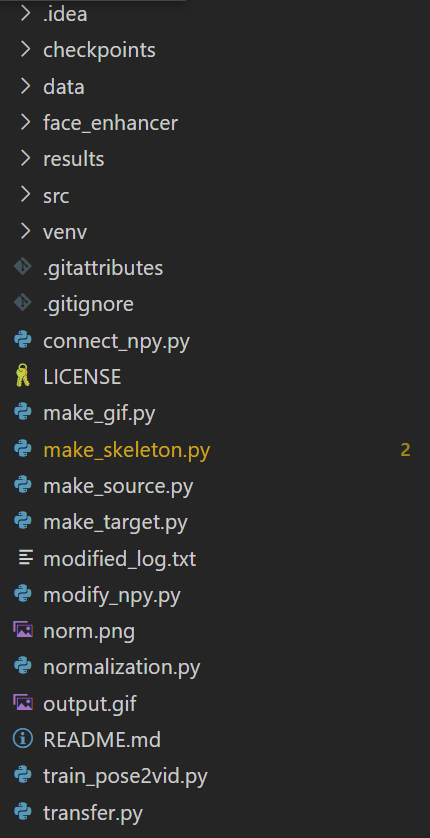 .idea
checkpoints
data
face_enhancer
results
src
venv
.gitattributes
.gitignore
connect_npy.py
LICENSE
make_gif.py
make_skeleton.py 2
make_source.py
make_target.py
modified_log.txt
modify_npy.py
norm.png
normalization.py
output.gif
README.md
train_pose2vid.py
transfer.py